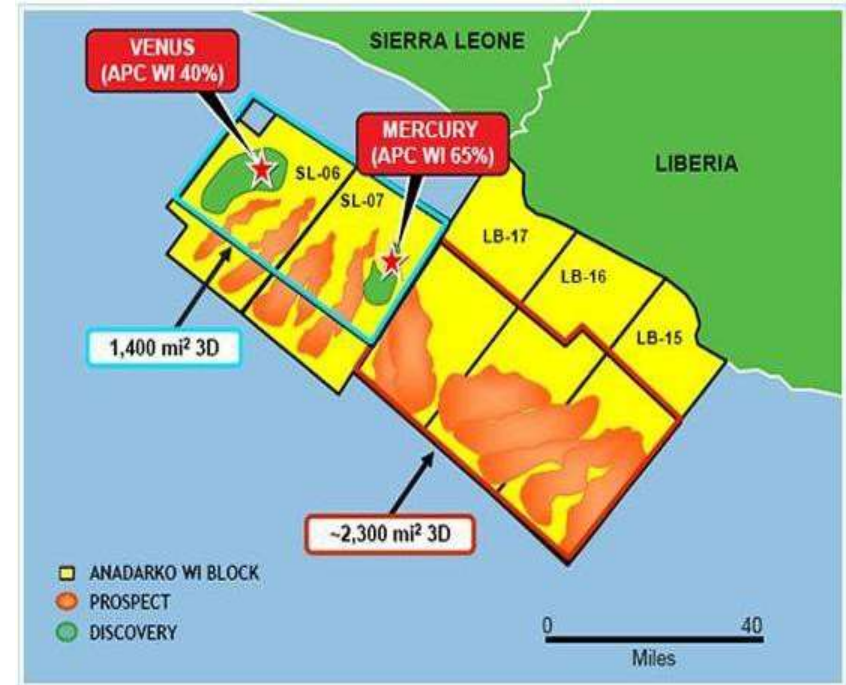 SIERRA LEONE
VENUS
(APC WI 40%)
MERCURY
(APC WI 65%)
LIBERIA
SL-06
SL-07
LB-17
LB-16
LB-15
1,400 mi² 3D
~2,300 mi² 3D
ANADARKO WI BLOCK
PROSPECT
DISCOVERY
0 40
Miles